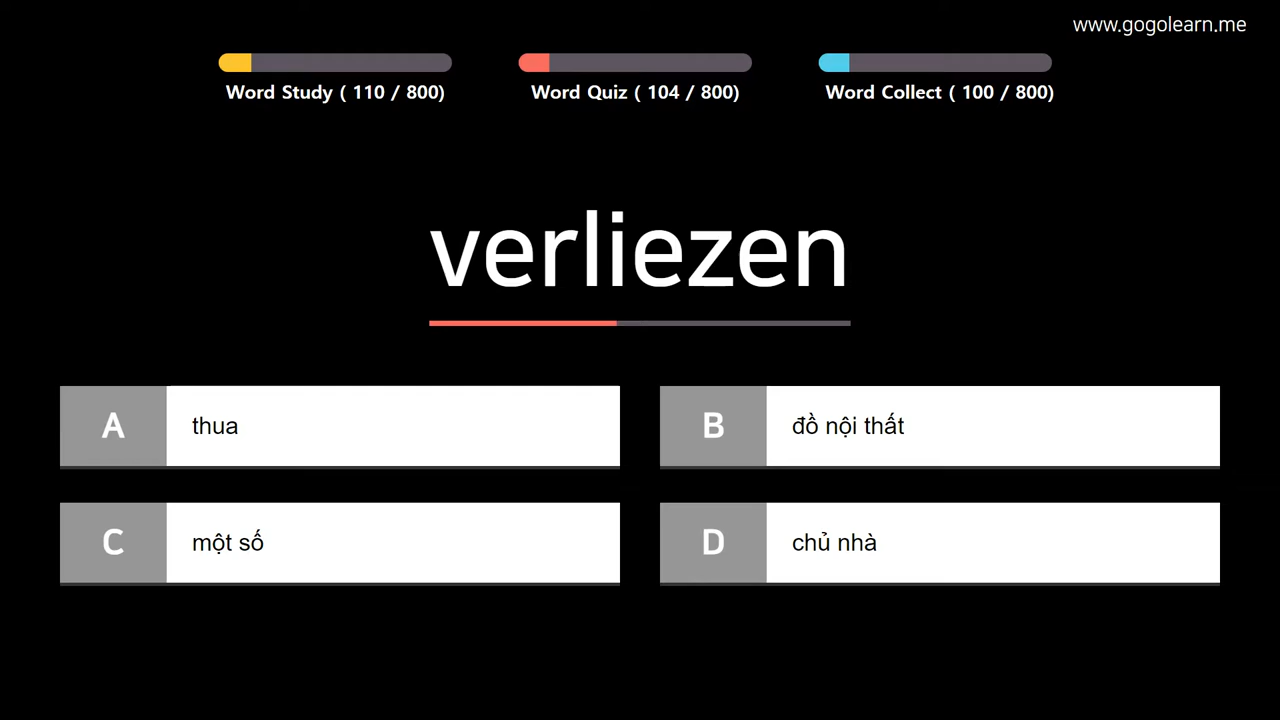 www.gogolearn.me
Word Study ( 110 / 800)
Word Quiz ( 104 / 800)
Word Collect ( 100 / 800)
verliezen
A
thua
B
đồ nội thất
C
một số
D
chủ nhà